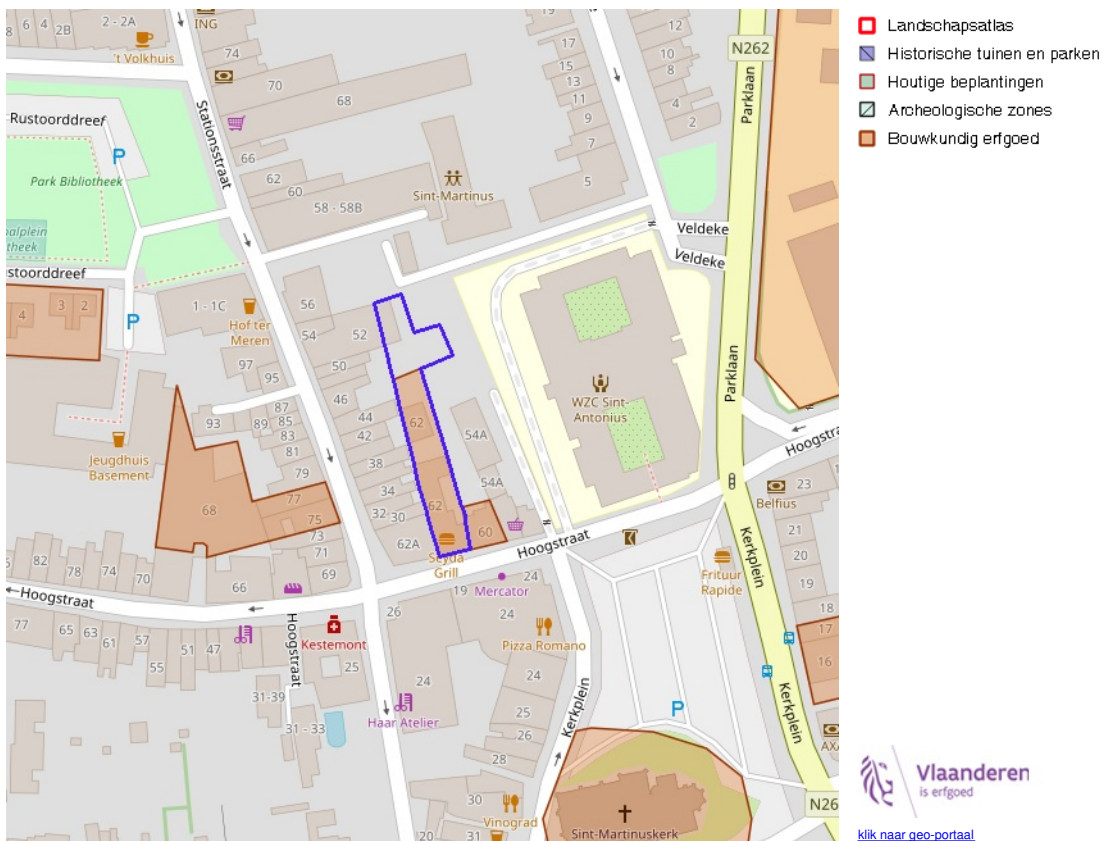 6
4
2B
2 - 2A
't Volkhuis
ING
74
70
68
Stationsstraat
Rustoorddreef
P
Park Bibliotheek
66
62
60
58 - 58B
Sint-Martinus
19
17
15
13
11
9
7
5
12
10
8
4
2
N262
Parklaan
Veldeke
Veldeke
4
3
2
P
1 - 1C
Hof ter
Meren
56
54
52
50
46
44
42
38
34
32
30
62A
97
95
93
89
87
85
83
81
79
77
75
73
71
69
68
Jeugdhuis
Basement
62
62
54A
54A
60
Seyda
Grill
WZC Sint-
Antonius
Parklaan
Hoogstraat
Belfius
23
21
20
19
18
17
16
Kerkplein
Kerkplein
Frituur
Rapide
82
78
74
70
66
Hoogstraat
Hoogstraat
Kestemont
25
77
65
63
61
57
55
51
47
31-39
31 - 33
26
19
24
Mercator
24
Pizza Romano
24
24
25
26
28
Haar Atelier
Kerkplein
P
30
Vinograd
20
31
Sint-Martinuskerk
N26
Landschapsatlas
Historische tuinen en parken
Houtige beplantingen
Archeologische zones
Bouwkundig erfgoed
Vlaanderen
is erfgoed
klik naar geo-portaal